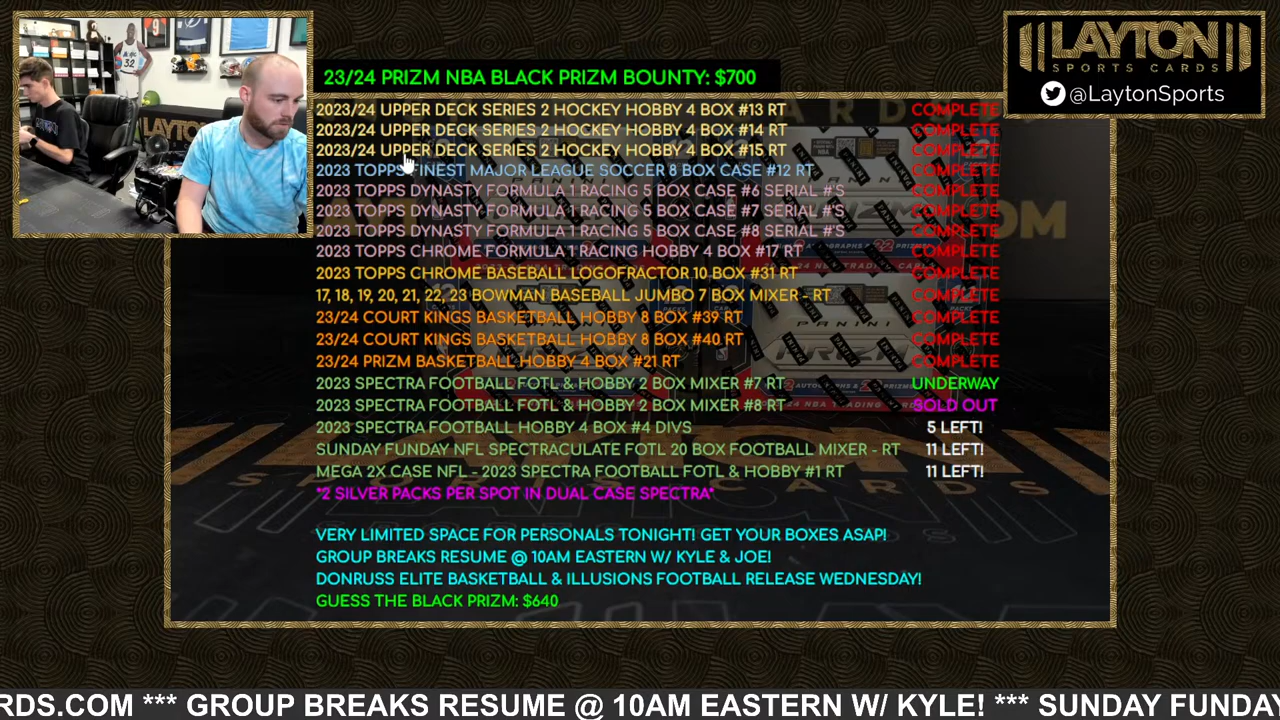 LAYTON
SPORTS CARDS
@LaytonSports
23/24 PRIZM NBA BLACK PRIZM BOUNTY: $700
2023/24 UPPER DECK SERIES 2 HOCKEY HOBBY 4 BOX #13 RT COMPLETE
2023/24 UPPER DECK SERIES 2 HOCKEY HOBBY 4 BOX #14 RT COMPLETE
2023/24 UPPER DECK SERIES 2 HOCKEY HOBBY 4 BOX #15 RT COMPLETE
2023 TOPPS FINEST MAJOR LEAGUE SOCCER 8 BOX CASE #12 RT COMPLETE
2023 TOPPS DYNASTY FORMULA 1 RACING 5 BOX CASE #6 SERIAL #'S COMPLETE
2023 TOPPS DYNASTY FORMULA 1 RACING 5 BOX CASE #7 SERIAL #'S COMPLETE
2023 TOPPS DYNASTY FORMULA 1 RACING 5 BOX CASE #8 SERIAL #'S COMPLETE
2023 TOPPS CHROME FORMULA 1 RACING HOBBY 4 BOX #17 RT COMPLETE
2023 TOPPS CHROME BASEBALL LOGOFRACTOR 10 BOX #31 RT COMPLETE
17, 18, 19, 20, 21, 22, 23 BOWMAN BASEBALL JUMBO 7 BOX MIXER - RT COMPLETE
23/24 COURT KINGS BASKETBALL HOBBY 8 BOX #39 RT COMPLETE
23/24 COURT KINGS BASKETBALL HOBBY 8 BOX #40 RT COMPLETE
23/24 PRIZM BASKETBALL HOBBY 4 BOX #21 RT COMPLETE
2023 SPECTRA FOOTBALL FOTL & HOBBY 2 BOX MIXER #7 RT UNDERWAY
2023 SPECTRA FOOTBALL FOTL & HOBBY 2 BOX MIXER #8 RT SOLD OUT
2023 SPECTRA FOOTBALL HOBBY 4 BOX #4 DIVS 5 LEFT!
SUNDAY FUNDAY NFL SPECTRACULATE FOTL 20 BOX FOOTBALL MIXER - RT 11 LEFT!
MEGA 2X CASE NFL - 2023 SPECTRA FOOTBALL FOTL & HOBBY #1 RT 11 LEFT!
*2 SILVER PACKS PER SPOT IN DUAL CASE SPECTRA*
VERY LIMITED SPACE FOR PERSONALS TONIGHT! GET YOUR BOXES ASAP!
GROUP BREAKS RESUME @ 10AM EASTERN W/ KYLE & JOE!
DONRUSS ELITE BASKETBALL & ILLUSIONS FOOTBALL RELEASE WEDNESDAY!
GUESS THE BLACK PRIZM: $640
RDS.COM *** GROUP BREAKS RESUME @ 10AM EASTERN W/ KYLE! *** SUNDAY FUNDAY